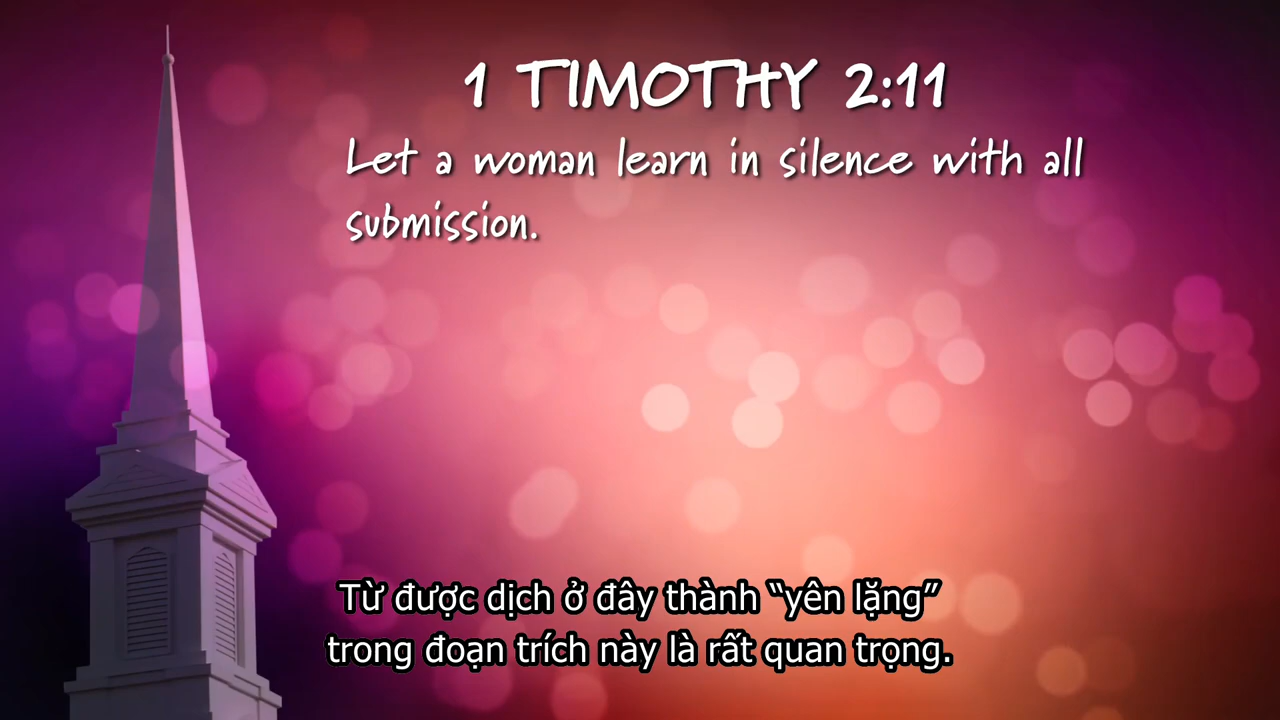 1 TIMOTHY 2:11
Let a woman learn in silence with all
submission.
Từ được dịch ở đây thành “yên lặng”
trong đoạn trích này là rất quan trọng.